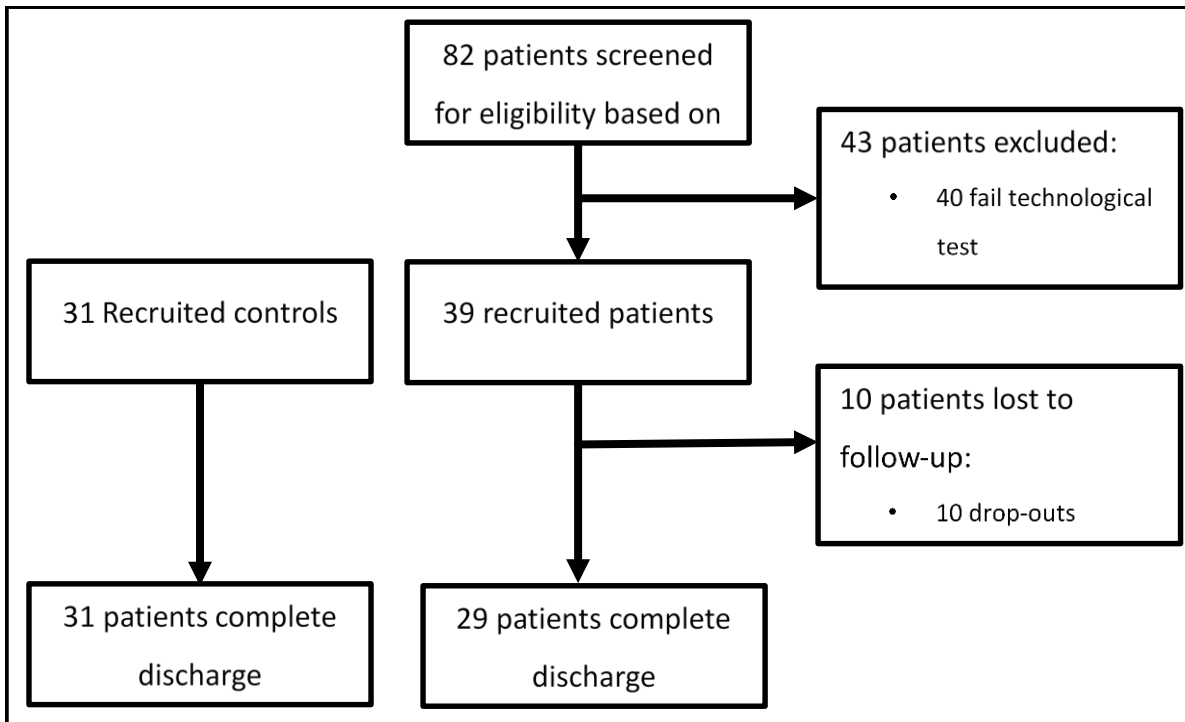 82 patients screened
for eligibility based on
43 patients excluded:
• 40 fail technological
test
31 Recruited controls
39 recruited patients
10 patients lost to
follow-up:
• 10 drop-outs
31 patients complete
discharge
29 patients complete
discharge